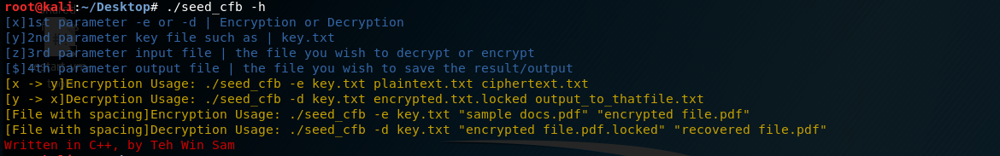 root@kali:~/Desktop# ./seed_cfb -h
[x]1st parameter -e or -d | Encryption or Decryption
[y]2nd parameter key file such as | key.txt
[z]3rd parameter input file | the file you wish to decrypt or encrypt
[$]4th parameter output file | the file you wish to save the result/output
[x -> y]Encryption Usage: ./seed_cfb -e key.txt plaintext.txt ciphertext.txt
[y -> x]Decryption Usage: ./seed_cfb -d key.txt encrypted.txt.locked output_to_thatfile.txt
[File with spacing]Encryption Usage: ./seed_cfb -e key.txt "sample docs.pdf" "encrypted file.pdf"
[File with spacing]Decryption Usage: ./seed_cfb -d key.txt "encrypted file.pdf.locked" "recovered file.pdf"
Written in C++, by Teh Win Sam